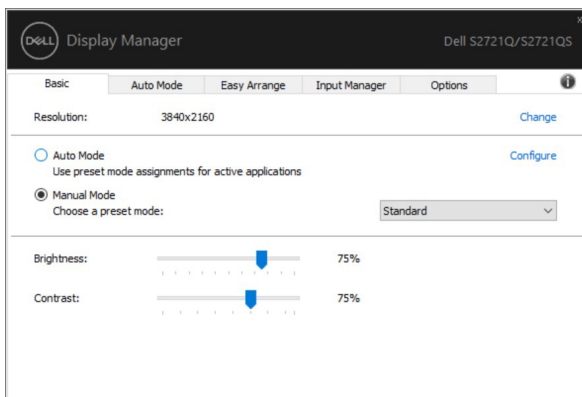 DELL Display Manager Dell S2721Q/S2721QS
Basic Auto Mode Easy Arrange Input Manager Options
Resolution: 3840x2160 Change
Auto Mode Configure
Use preset mode assignments for active applications
Manual Mode
Choose a preset mode: Standard
Brightness: 75%
Contrast: 75%